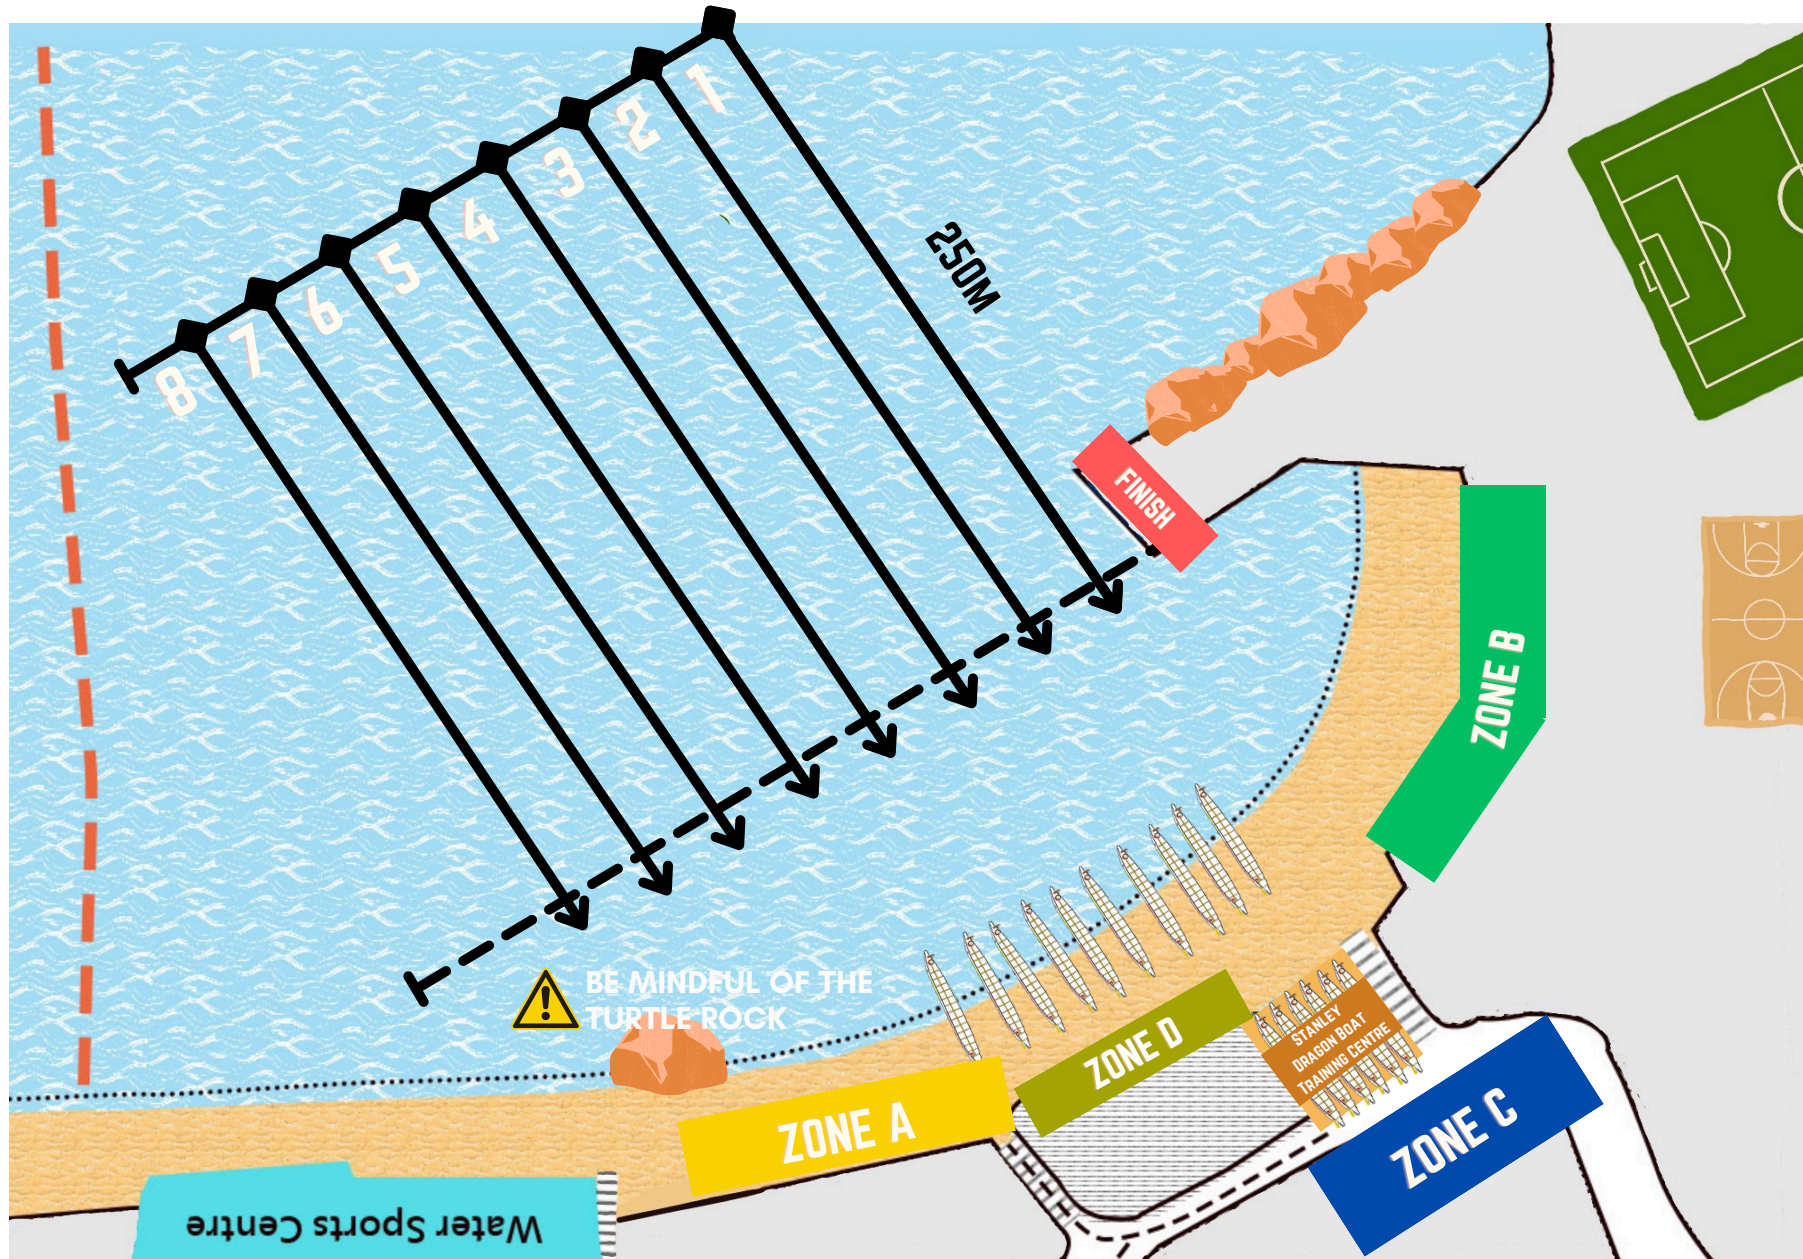 1
2
3
4
5
6
7
8
250M
FINISH
ZONE B
BE MINDFUL OF THE
TURTLE ROCK
ZONE D
STANLEY
DRAGON BOAT
TRAINING CENTRE
ZONE A
ZONE C
Water Sports Centre